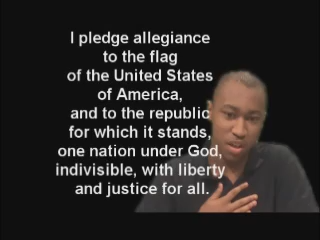 I pledge allegiance
to the flag
of the United States
of America,
and to the republic
for which it stands,
one nation under God,
indivisible, with liberty
and justice for all.